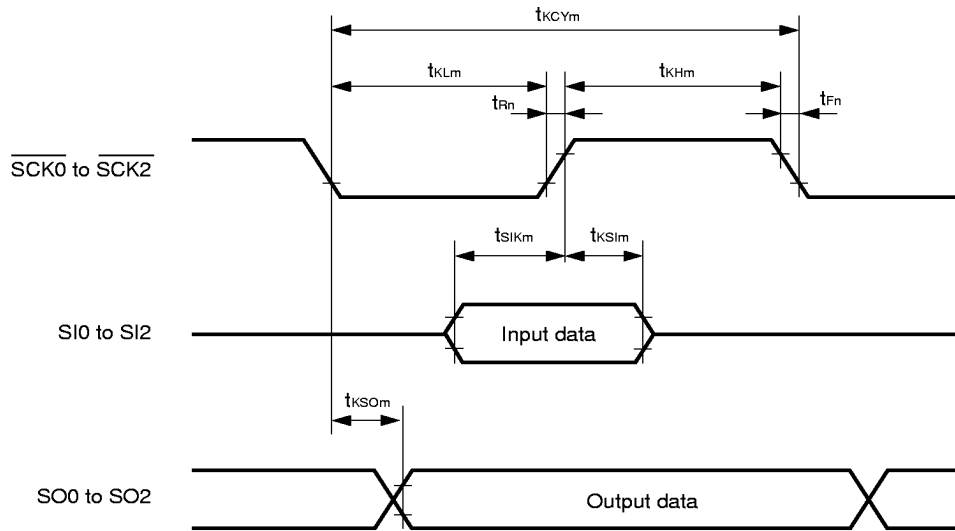 tKCYm
tKLm
tKHm
tRn
tFn
SCK0 to SCK2
tSIKm
tKSIm
SI0 to SI2
Input data
tKSOm
SO0 to SO2
Output data